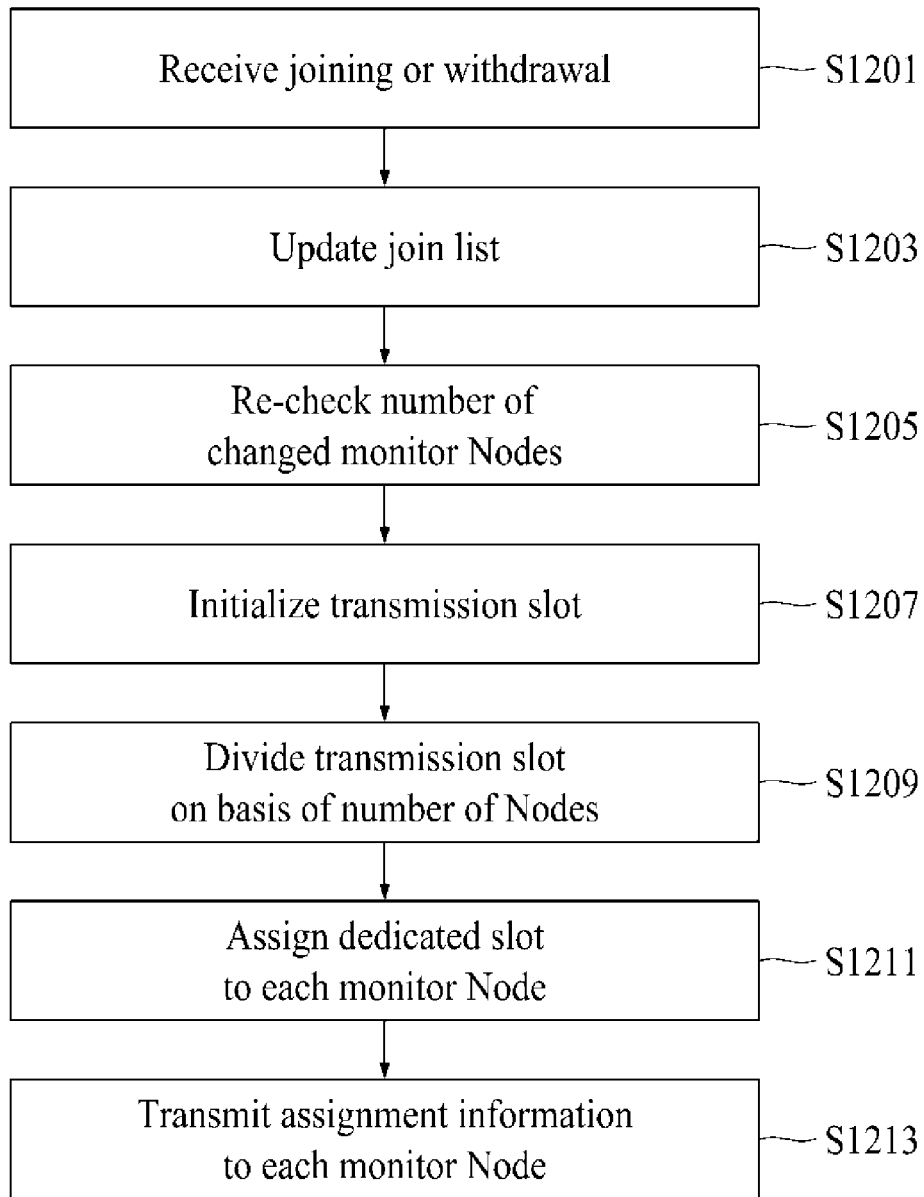 Receive joining or withdrawal
S1201
Update join list
S1203
Re-check number of
changed monitor Nodes
S1205
Initialize transmission slot
S1207
Divide transmission slot
on basis of number of Nodes
S1209
Assign dedicated slot
to each monitor Node
S1211
Transmit assignment information
to each monitor Node
S1213